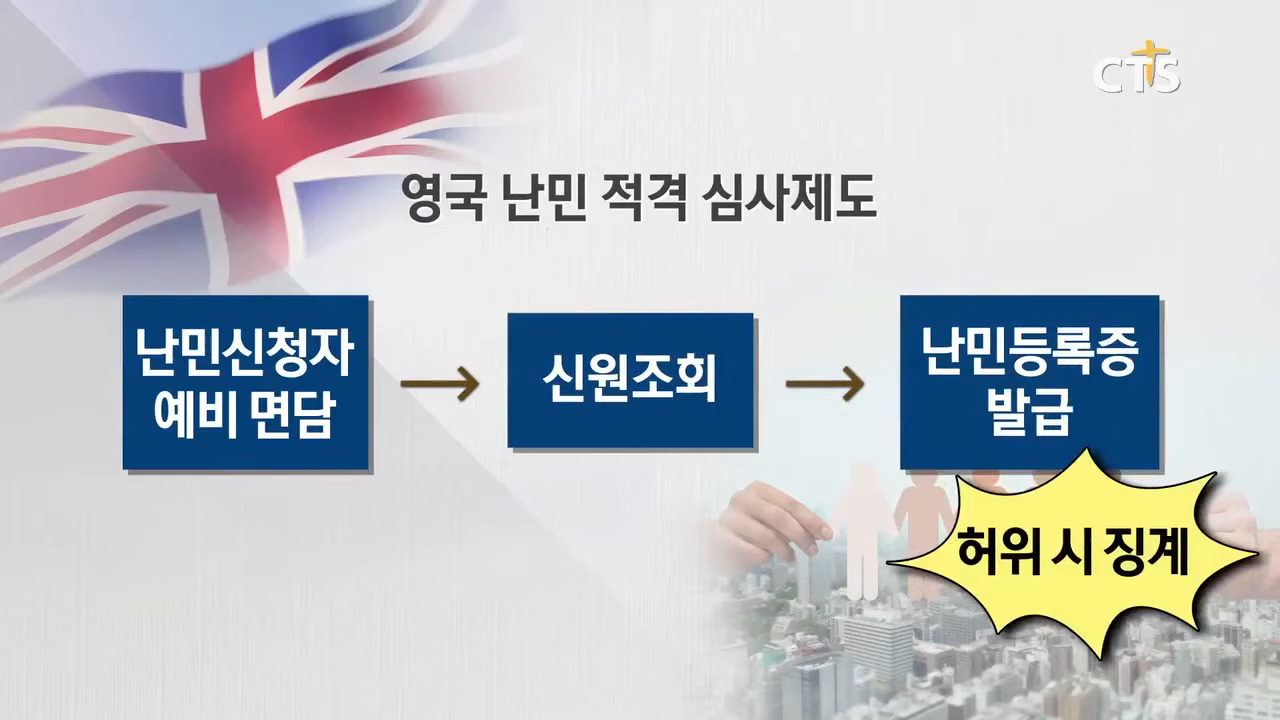 CTS
영국 난민 적격 심사제도
난민신청자
예비 면담
신원조회
난민등록증
발급
허위 시 징계